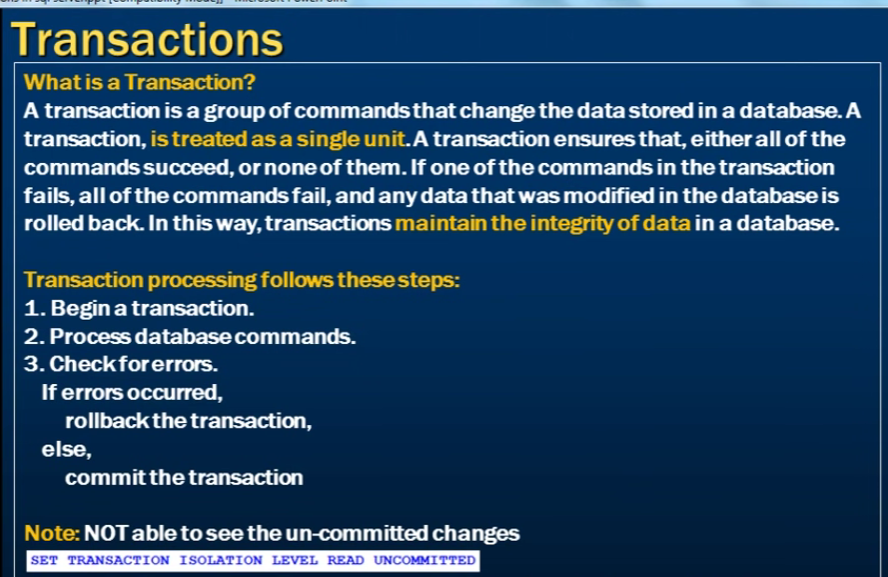 Transactions
What is a Transaction?
A transaction is a group of commands that change the data stored in a database. A
transaction, is treated as a single unit. A transaction ensures that, either all of the
commands succeed, or none of them. If one of the commands in the transaction
fails, all of the commands fail, and any data that was modified in the database is
rolled back. In this way, transactions maintain the integrity of data in a database.
Transaction processing follows these steps:
1. Begin a transaction.
2. Process database commands.
3. Check for errors.
If errors occurred,
rollback the transaction,
else,
commit the transaction
Note: NOT able to see the un-committed changes
SET TRANSACTION ISOLATION LEVEL READ UNCOMMITTED